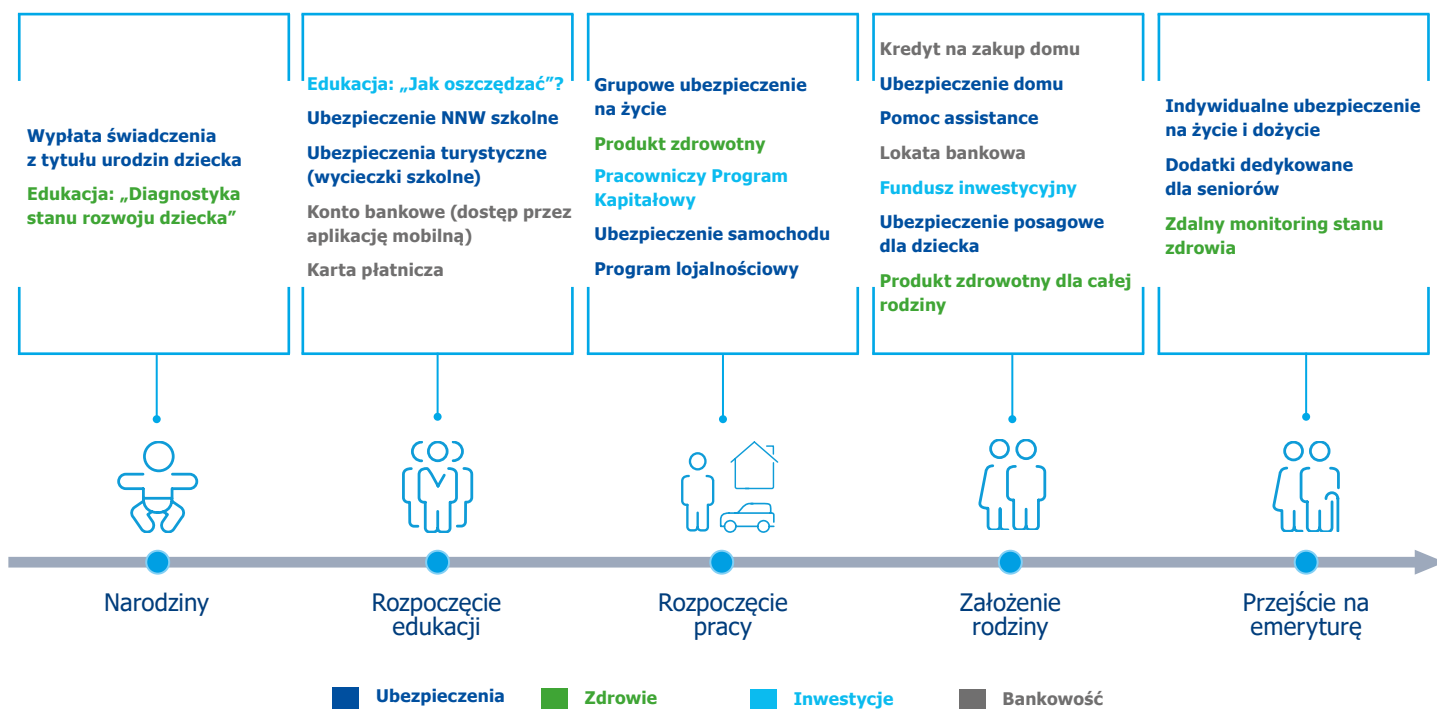 Wypłata świadczenia
z tytułu urodzin dziecka
Edukacja: „Diagnostyka
stanu rozwoju dziecka”
Edukacja: „Jak oszczędzać”?
Ubezpieczenie NNW szkolne
Ubezpieczenia turystyczne
(wycieczki szkolne)
Konto bankowe (dostęp przez
aplikację mobilną)
Karta płatnicza
Grupowe ubezpieczenie
na życie
Produkt zdrowotny
Pracowniczy Program
Kapitałowy
Ubezpieczenie samochodu
Program lojalnościowy
Kredyt na zakup domu
Ubezpieczenie domu
Pomoc assistance
Lokata bankowa
Fundusz inwestycyjny
Ubezpieczenie posagowe
dla dziecka
Produkt zdrowotny dla całej
rodziny
Indywidualne ubezpieczenie
na życie i dożycie
Dodatki dedykowane
dla seniorów
Zdalny monitoring stanu
zdrowia
Narodziny
Rozpoczęcie
edukacji
Rozpoczęcie
pracy
Założenie
rodziny
Przejście na
emeryturę
Ubezpieczenia
Zdrowie
Inwestycje
Bankowość